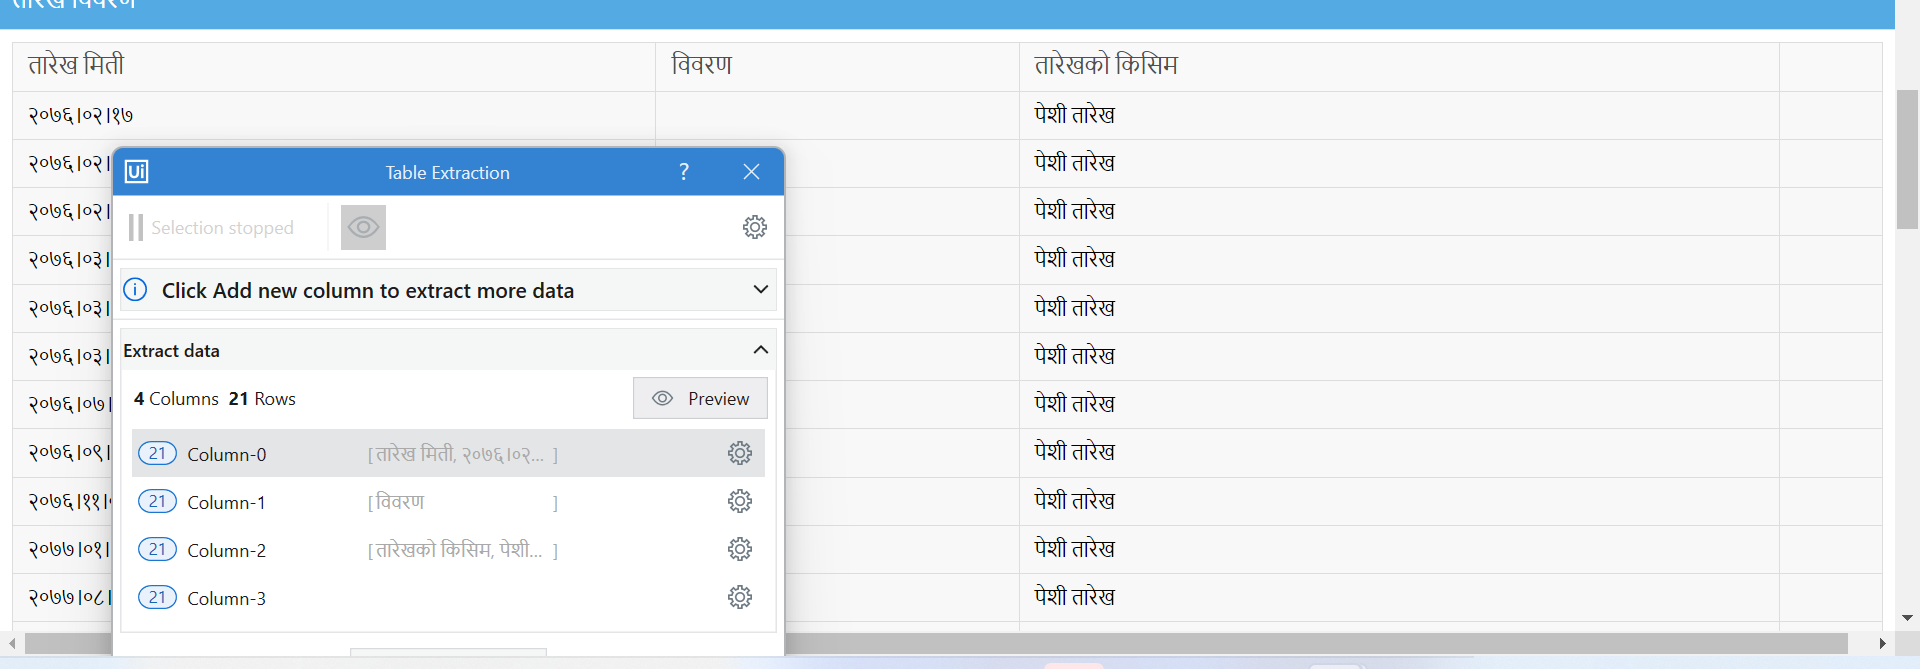 तारेख विवरण
तारेख मिती विवरण तारेखको किसिम
२०७६।०२।१७ पेशी तारेख
२०७६।०२। पेशी तारेख
२०७६।०२। पेशी तारेख
२०७६।०३। पेशी तारेख
२०७६।०३। पेशी तारेख
२०७६।०३। पेशी तारेख
२०७६।०७। पेशी तारेख
२०७६।०९। पेशी तारेख
२०७६।११। पेशी तारेख
२०७७।०१। पेशी तारेख
२०७७।०८। पेशी तारेख
Ui Table Extraction ?
Selection stopped
Click Add new column to extract more data
Extract data
4 Columns 21 Rows Preview
21 Column-0 [तारेख मिती, २०७६।०२... ]
21 Column-1 [विवरण ]
21 Column-2 [तारेखको किसिम, पेशी... ]
21 Column-3